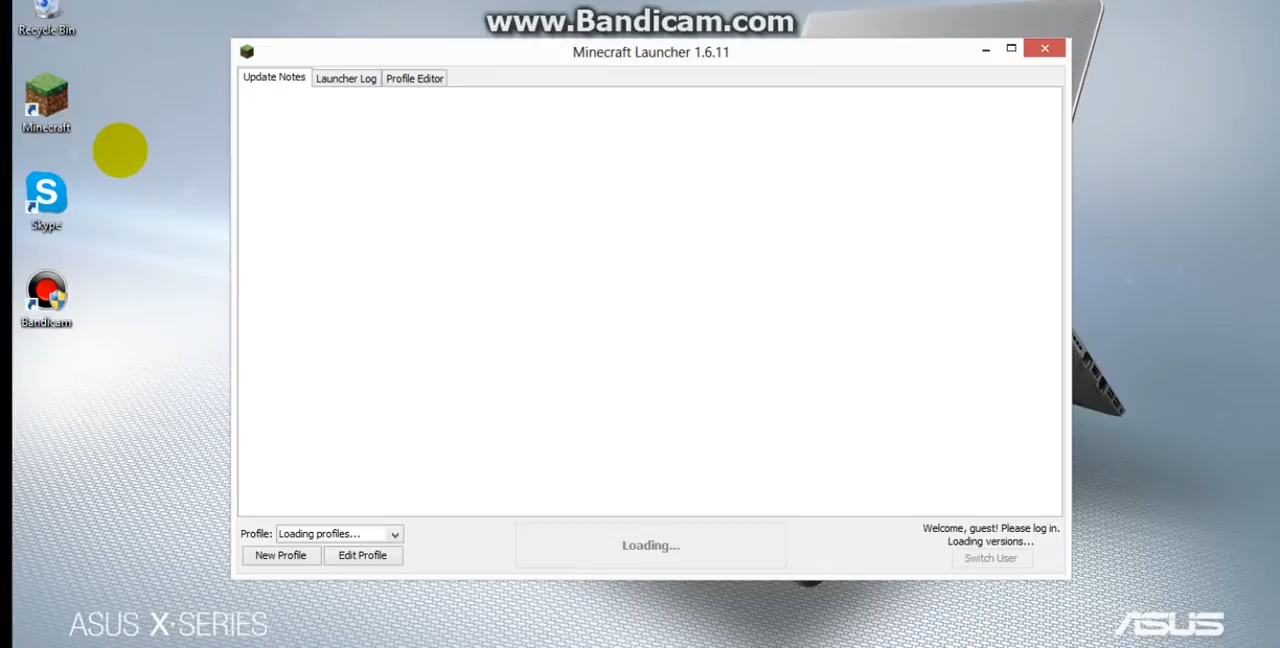 www.Bandicam.com
Recycle Bin
Minecraft Launcher 1.6.11
Update Notes
Launcher Log
Profile Editor
Minecraft
S
Skype
Bandicam
Profile: Loading profiles...
New Profile
Edit Profile
Loading...
Welcome, guest! Please log in.
Loading versions...
Switch User
ASUS X-SERIES
ASUS